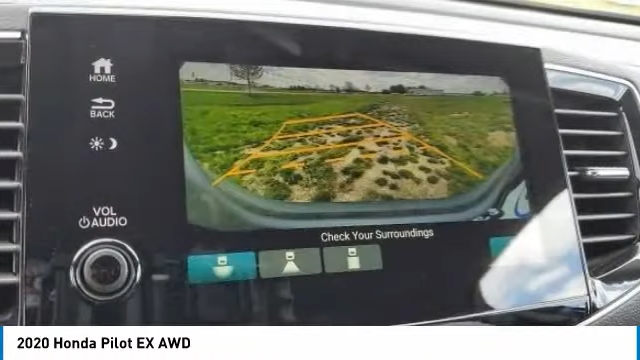 HOME
BACK
VOL
AUDIO
Check Your Surroundings
2020 Honda Pilot EX AWD